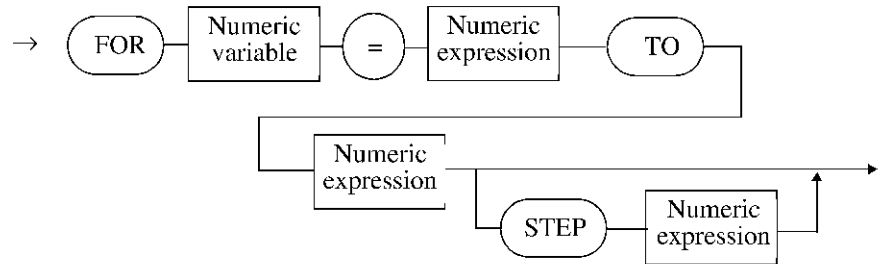 FOR
Numeric
variable
=
Numeric
expression
TO
Numeric
expression
STEP
Numeric
expression